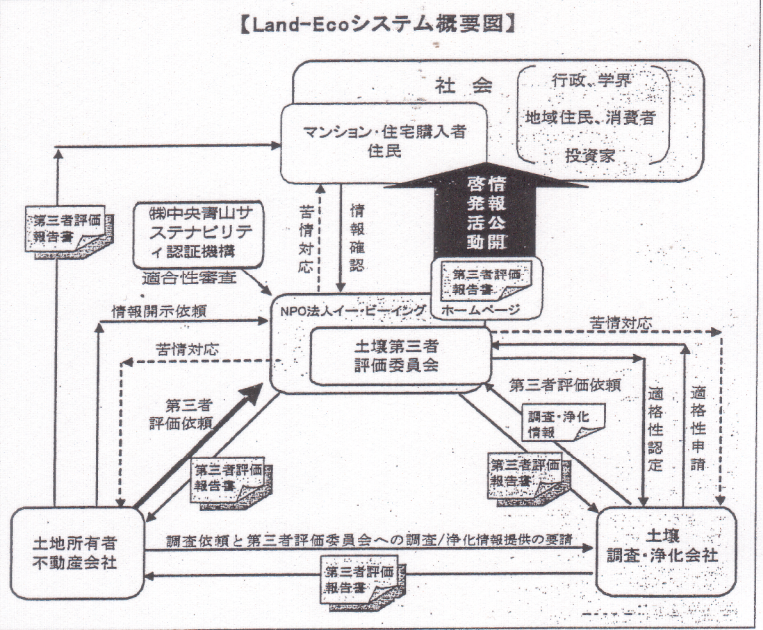 【Land-Ecoシステム概要図】
社 会
行政、学界
地域住民、消費者
投資家
マンション・住宅購入者
住民
情報公開
啓発活動
第三者評価
報告書
㈱中央青山サ
ステナビリテ
ィ認証機構
適合性審査
苦情対応
情報確認
第三者評価
報告書
ホームページ
NPO法人イー・ビーイング
土壌第三者
評価委員会
情報開示依頼
苦情対応
苦情対応
第三者
評価依頼
第三者評価依頼
調査・浄化
情報
適格性認定
適格性申請
第三者評価
報告書
第三者評価
報告書
土地所有者
不動産会社
調査依頼と第三者評価委員会への調査/浄化情報提供の要請
土壌
調査・浄化会社
第三者評価
報告書